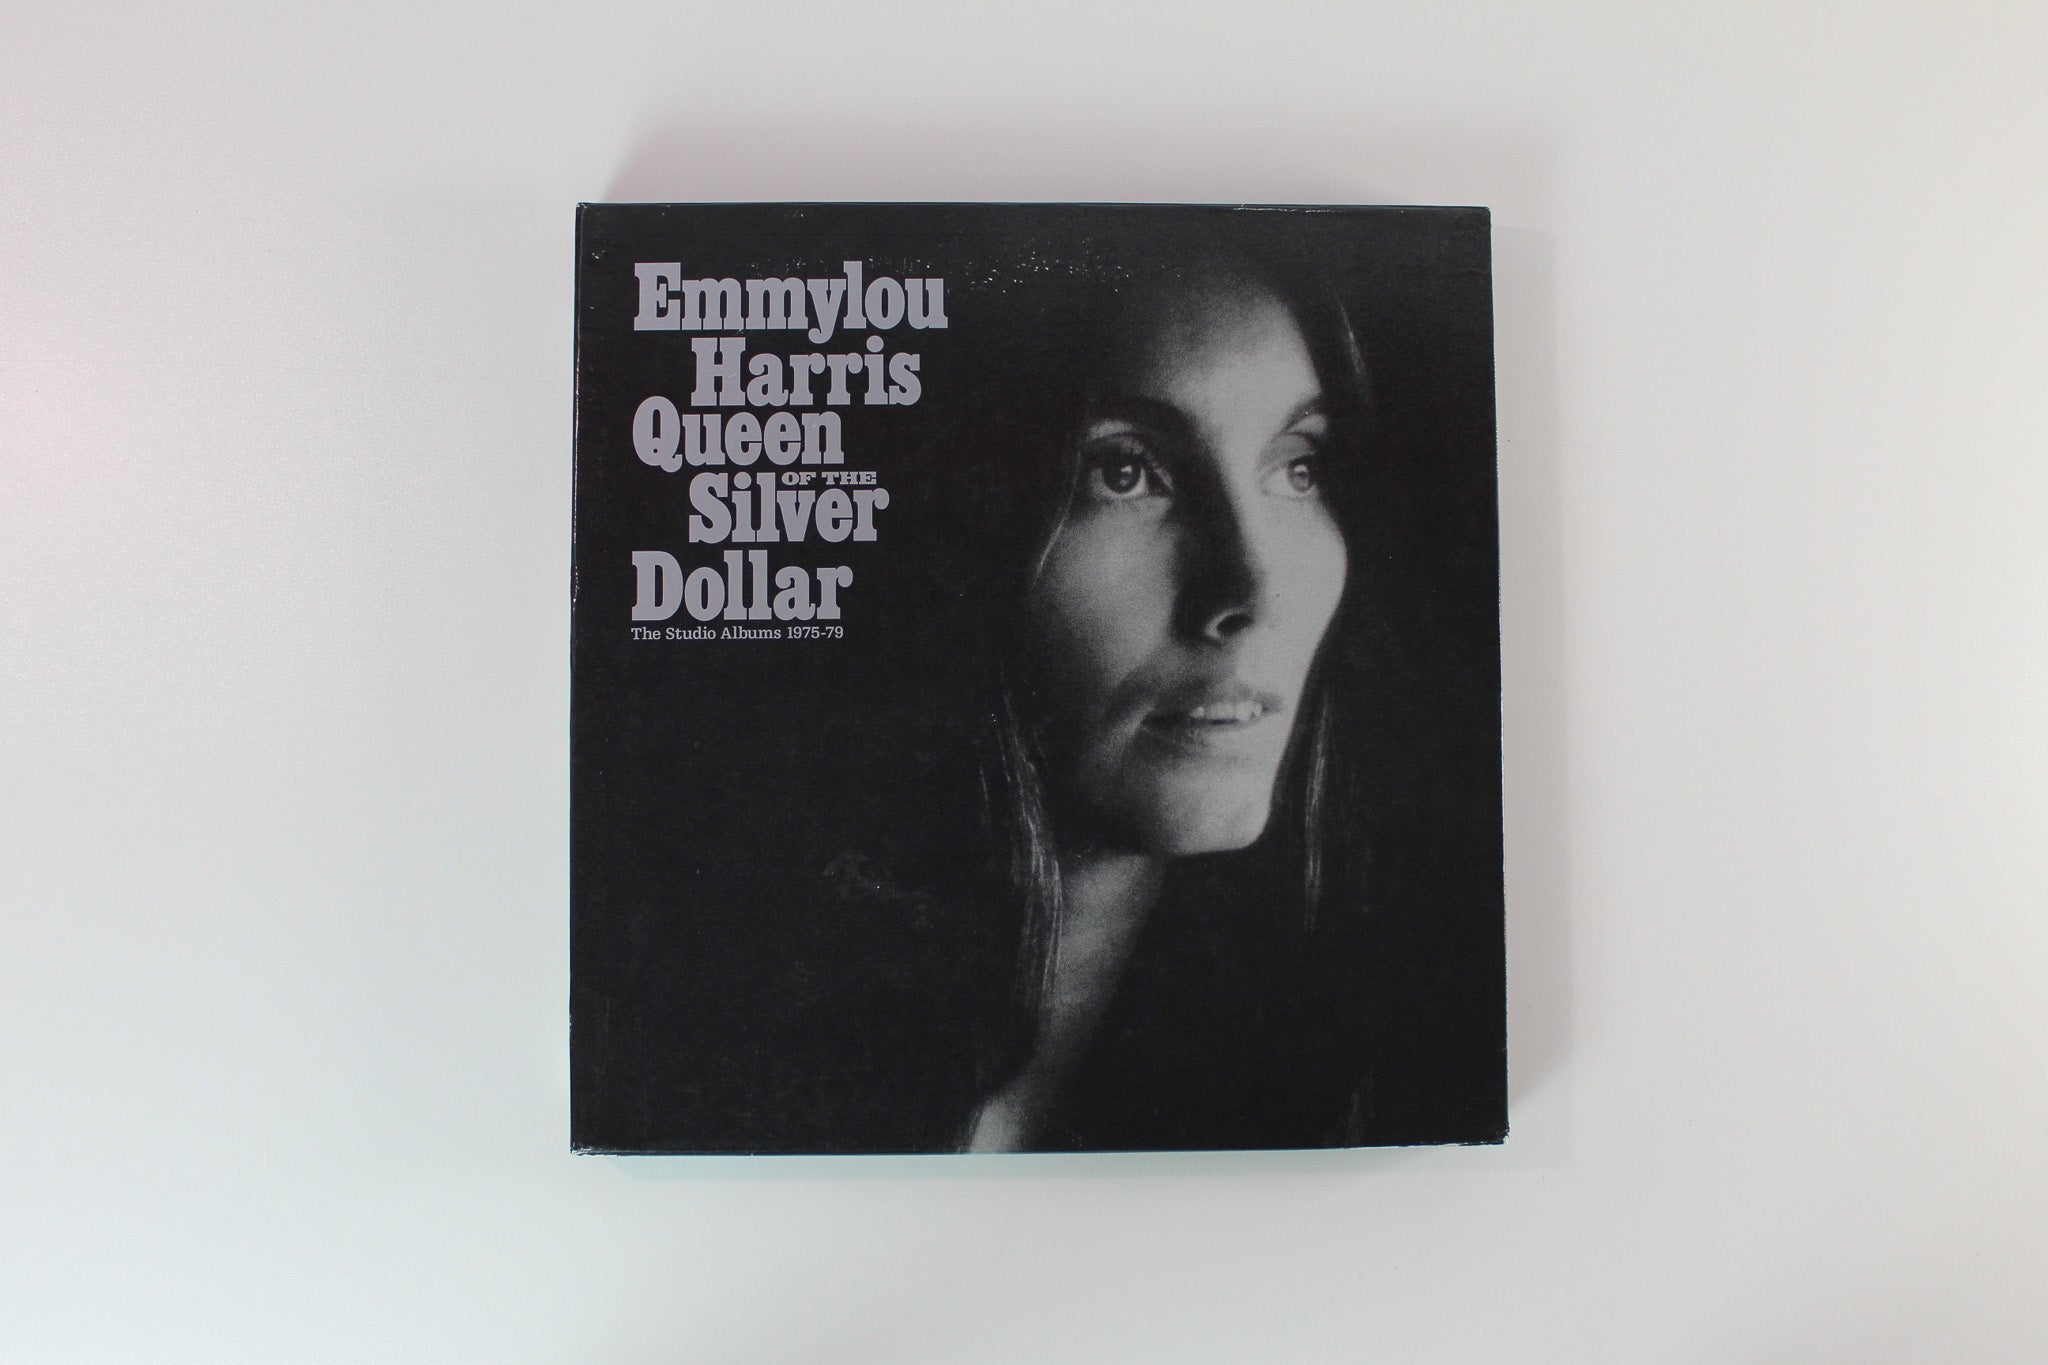 Emmylou
Harris
Queen
OF THE
Silver
Dollar
The Studio Albums 1975-79